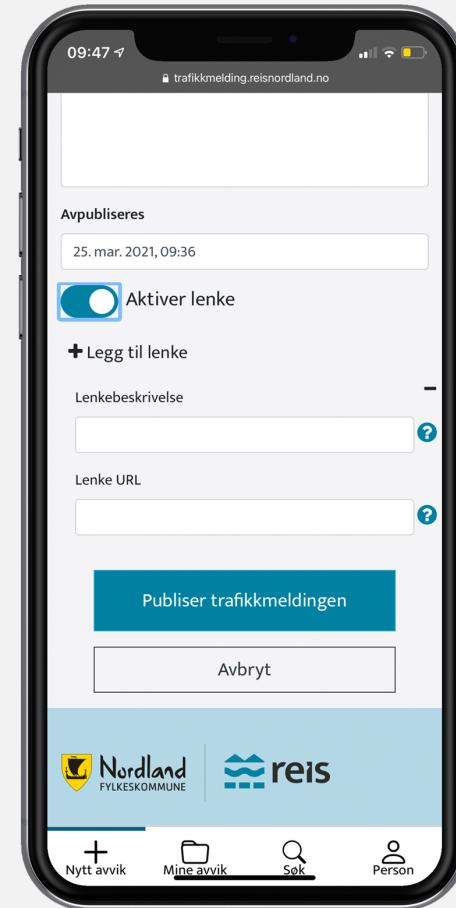 09:47
trafikkmelding.reisnordland.no
Avpubliseres
25. mar. 2021, 09:36
Aktiver lenke
+ Legg til lenke
Lenkebeskrivelse
?
Lenke URL
?
Publiser trafikkmeldingen
Avbryt
Nordland
FYLKESKOMMUNE
reis
Nytt avvik
Mine avvik
Søk
Person